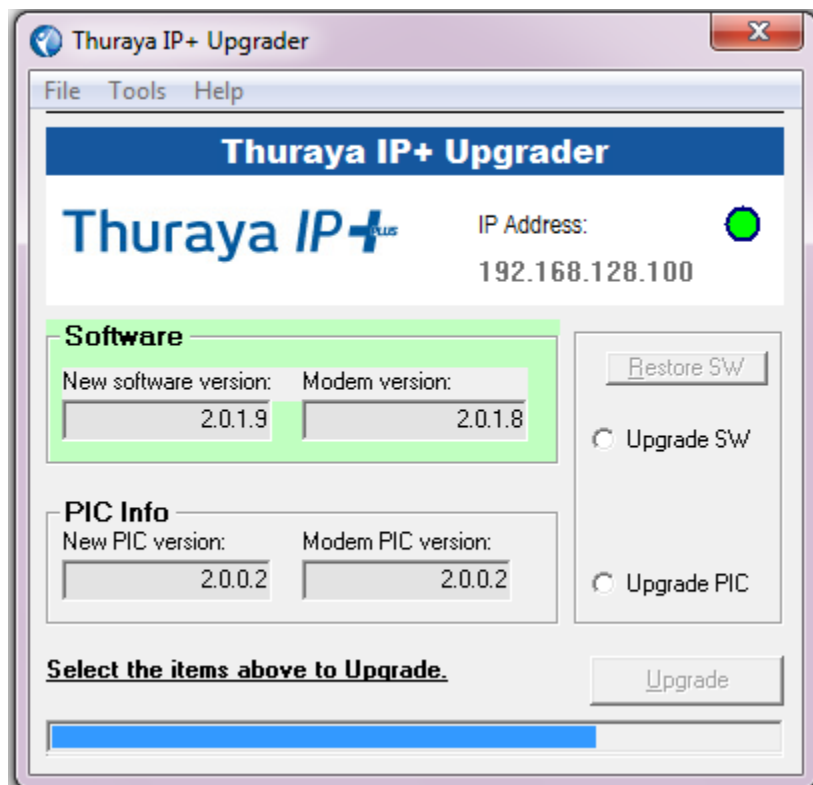 Thuraya IP+ Upgrader
File Tools Help
Thuraya IP+ Upgrader
Thuraya IP+ PLUS
IP Address:
192.168.128.100
Software
New software version: Modem version:
2.0.1.9 2.0.1.8
Restore SW
Upgrade SW
PIC Info
New PIC version: Modem PIC version:
2.0.0.2 2.0.0.2
Upgrade PIC
Select the items above to Upgrade.
Upgrade